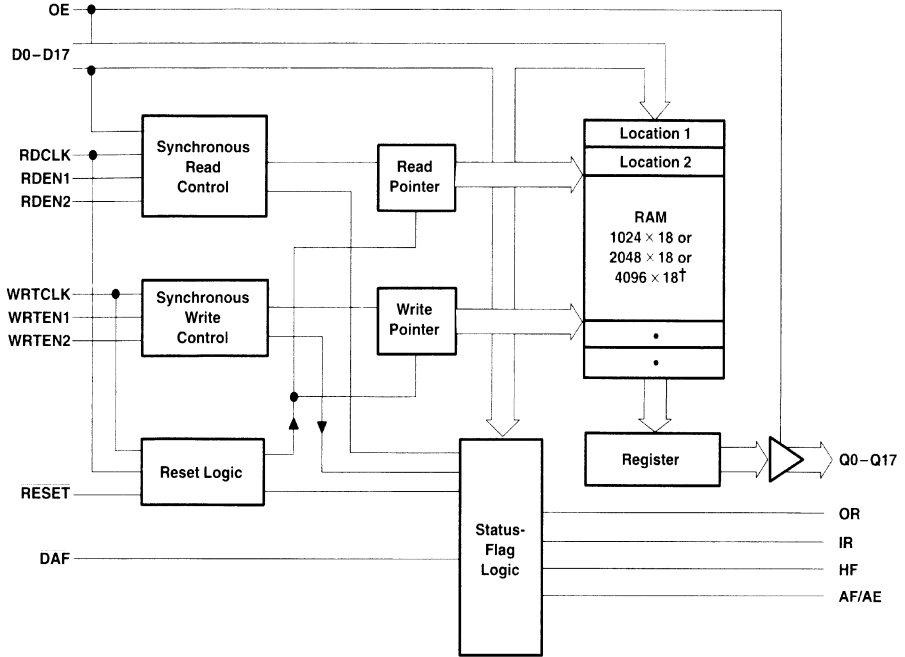 OE
D0–D17
RDCLK
RDEN1
RDEN2
Synchronous
Read
Control
Read
Pointer
Location 1
Location 2
RAM
1024 × 18 or
2048 × 18 or
4096 × 18†
•
•
WRTCLK
WRTEN1
WRTEN2
Synchronous
Write
Control
Write
Pointer
RESET
Reset Logic
Register
Q0–Q17
DAF
Status-
Flag
Logic
OR
IR
HF
AF/AE